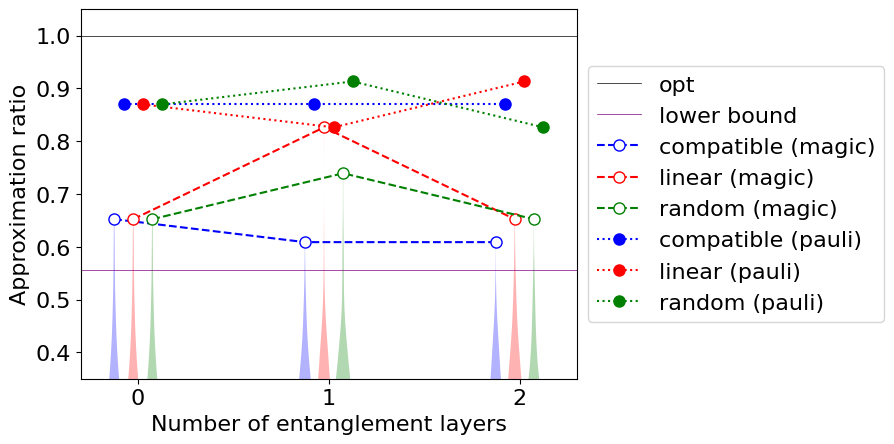 1.0
0.9
0.8
0.7
0.6
0.5
0.4
Approximation ratio
0
1
2
Number of entanglement layers
opt
lower bound
compatible (magic)
linear (magic)
random (magic)
compatible (pauli)
linear (pauli)
random (pauli)